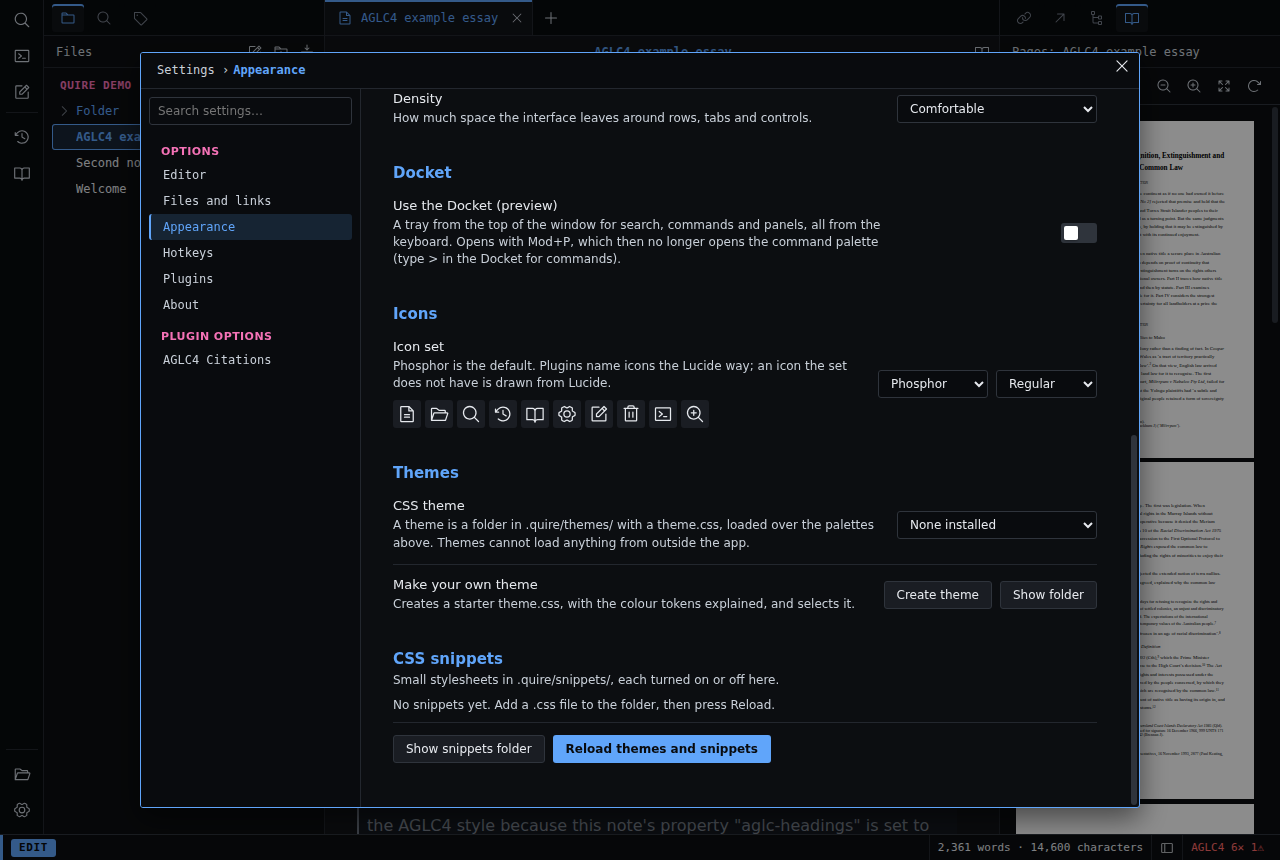 AGLC4 example essay
Files
AGLC4 example essay
Pages: AGLC4 example essay
QUIRE DEMO
Folder
AGLC4 exa
Second no
Welcome
Settings › Appearance
Search settings...
OPTIONS
Editor
Files and links
Appearance
Hotkeys
Plugins
About
PLUGIN OPTIONS
AGLC4 Citations
Density
How much space the interface leaves around rows, tabs and controls.
Comfortable
Docket
Use the Docket (preview)
A tray from the top of the window for search, commands and panels, all from the
keyboard. Opens with Mod+P, which then no longer opens the command palette
(type > in the Docket for commands).
Icons
Icon set
Phosphor is the default. Plugins name icons the Lucide way; an icon the set
does not have is drawn from Lucide.
Phosphor
Regular
Themes
CSS theme
A theme is a folder in .quire/themes/ with a theme.css, loaded over the palettes
above. Themes cannot load anything from outside the app.
None installed
Make your own theme
Creates a starter theme.css, with the colour tokens explained, and selects it.
Create theme
Show folder
CSS snippets
Small stylesheets in .quire/snippets/, each turned on or off here.
No snippets yet. Add a .css file to the folder, then press Reload.
Show snippets folder
Reload themes and snippets
nition, Extinguishment and
Common Law
the AGLC4 style because this note's property "aglc-headings" is set to
EDIT
2,361 words · 14,600 characters
AGLC4 6× 1⚠